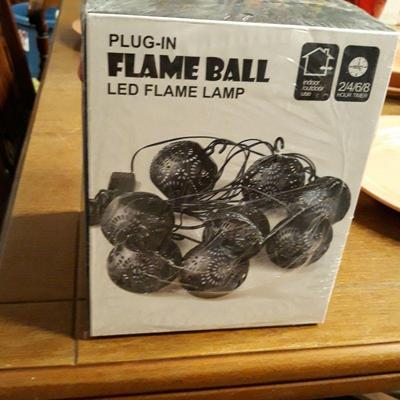 PLUG-IN
FLAME BALL
LED FLAME LAMP
indoor
/outdoor
use
2/4/6/8
HOUR TIMER